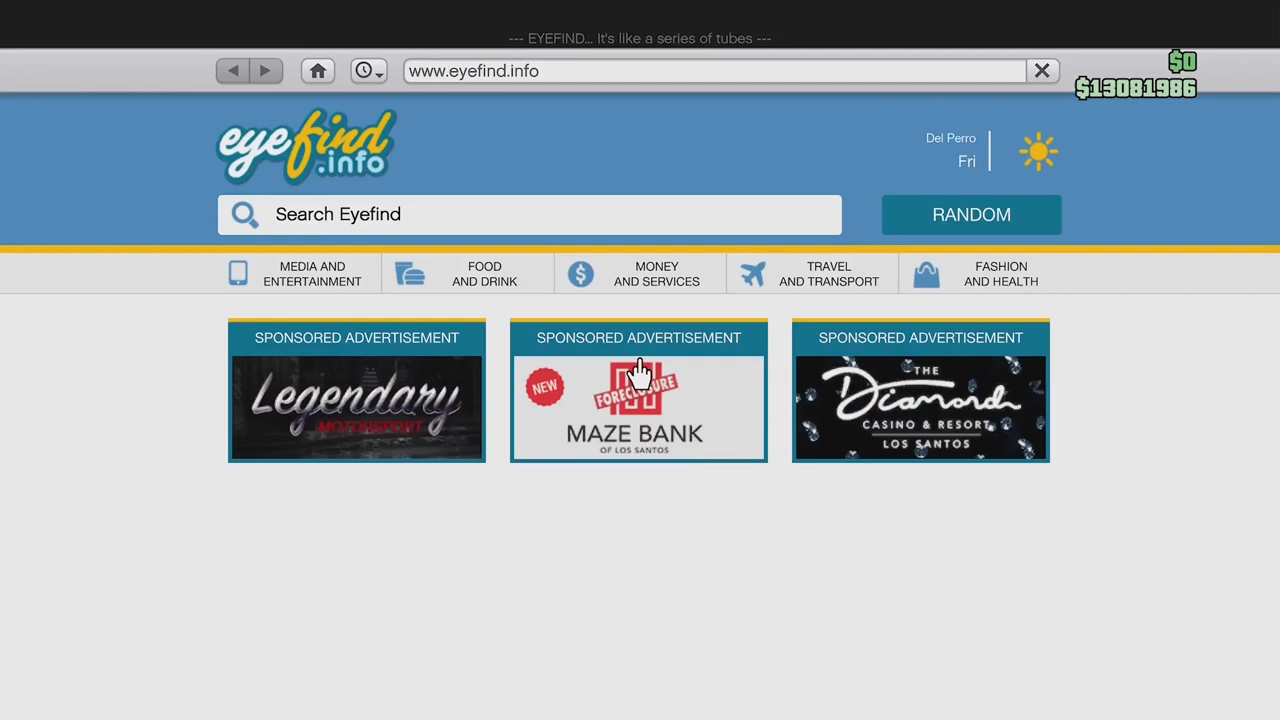 --- EYEFIND... It's like a series of tubes ---
www.eyefind.info
$0
$13081986
eyefind
.info
Del Perro
Fri
Search Eyefind
RANDOM
MEDIA AND
ENTERTAINMENT
FOOD
AND DRINK
MONEY
AND SERVICES
TRAVEL
AND TRANSPORT
FASHION
AND HEALTH
SPONSORED ADVERTISEMENT
Legendary
MOTORSPORT
SPONSORED ADVERTISEMENT
NEW
FORECLOSURE
MAZE BANK
OF LOS SANTOS
SPONSORED ADVERTISEMENT
THE
Diamond
CASINO & RESORT
LOS SANTOS